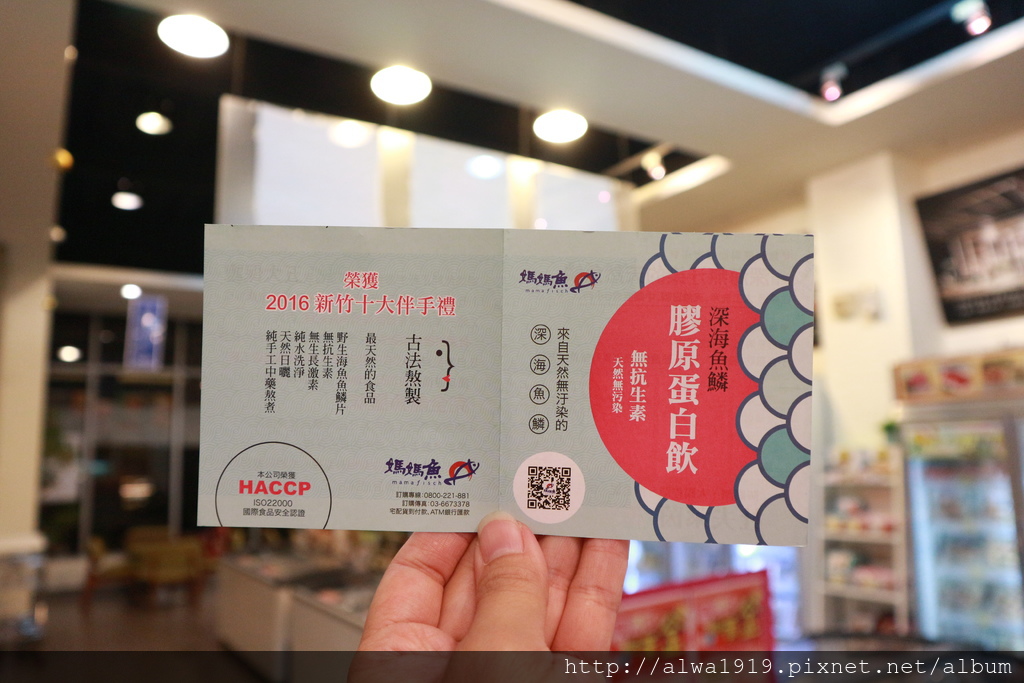 榮獲
2016 新竹十大伴手禮
古法熬製
最天然的食品
野生海魚魚鱗片
無抗生素
無生長激素
純水洗淨
天然日曬
純手工中藥熬煮
本公司榮獲
HACCP
ISO22000
國際食品安全認證
媽媽魚
mamafisch
訂購專線:0800-221-881
訂購傳真:03-6673378
宅配貨到付款、ATM銀行匯款
媽媽魚
mamafisch
來自天然無汙染的
深海魚鱗
深海魚鱗
膠原蛋白飲
無抗生素
天然無污染
http://alwa1919.pixnet.net/album